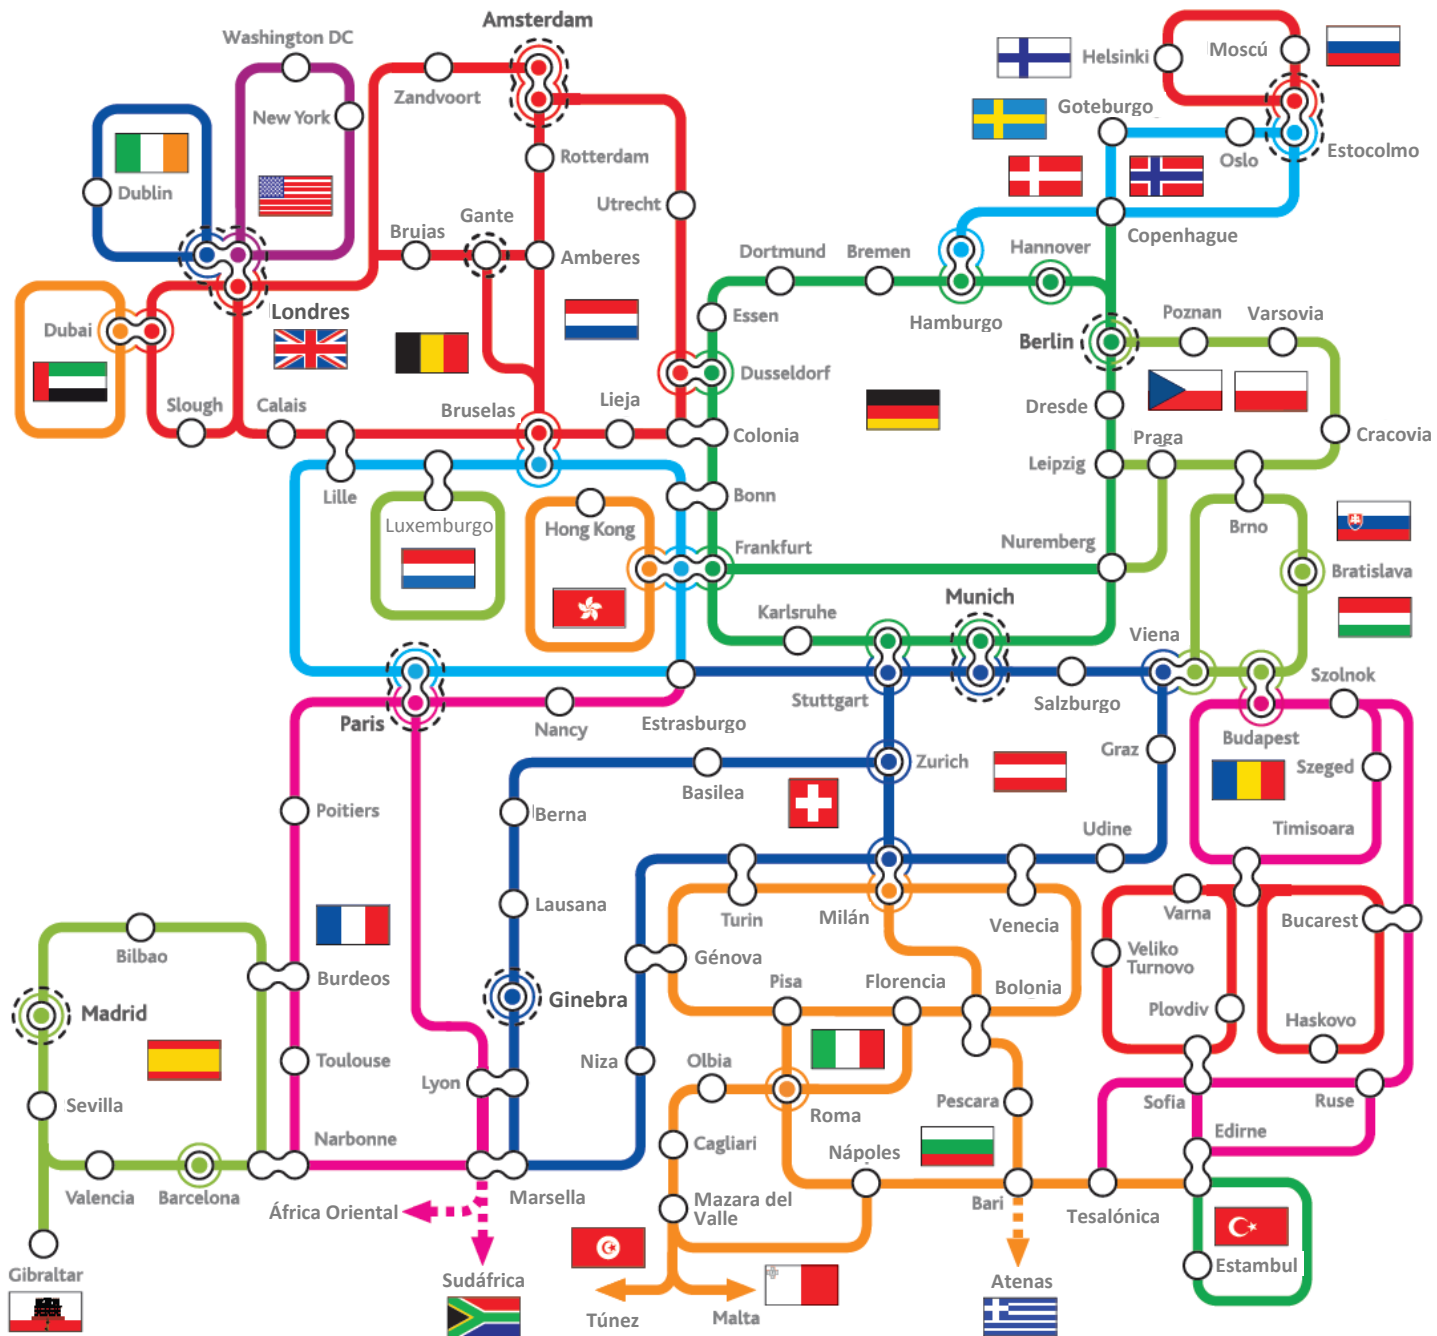 Amsterdam
Washington DC
Zandvoort
New York
Dublin
Rotterdam
Utrecht
Brujas
Gante
Amberes
Londres
Dubai
Slough
Calais
Bruselas
Lieja
Lille
Luxemburgo
Hong Kong
Helsinki
Moscú
Goteburgo
Oslo
Estocolmo
Copenhague
Dortmund
Bremen
Hannover
Hamburgo
Essen
Berlin
Poznan
Varsovia
Dusseldorf
Dresde
Colonia
Praga
Cracovia
Leipzig
Bonn
Brno
Frankfurt
Nuremberg
Bratislava
Karlsruhe
Munich
Viena
Stuttgart
Salzburgo
Szolnok
Paris
Nancy
Estrasburgo
Budapest
Zurich
Graz
Szeged
Basilea
Poitiers
Berna
Udine
Timisoara
Lausana
Turin
Milán
Venecia
Varna
Bucarest
Bilbao
Burdeos
Génova
Veliko
Turnovo
Madrid
Ginebra
Pisa
Florencia
Bolonia
Plovdiv
Haskovo
Toulouse
Lyon
Niza
Olbia
Roma
Pescara
Sofia
Ruse
Sevilla
Narbonne
Cagliari
Nápoles
Edirne
Valencia
Barcelona
Marsella
Mazara del
Valle
Bari
Tesalónica
África Oriental
Gibraltar
Sudáfrica
Túnez
Malta
Atenas
Estambul